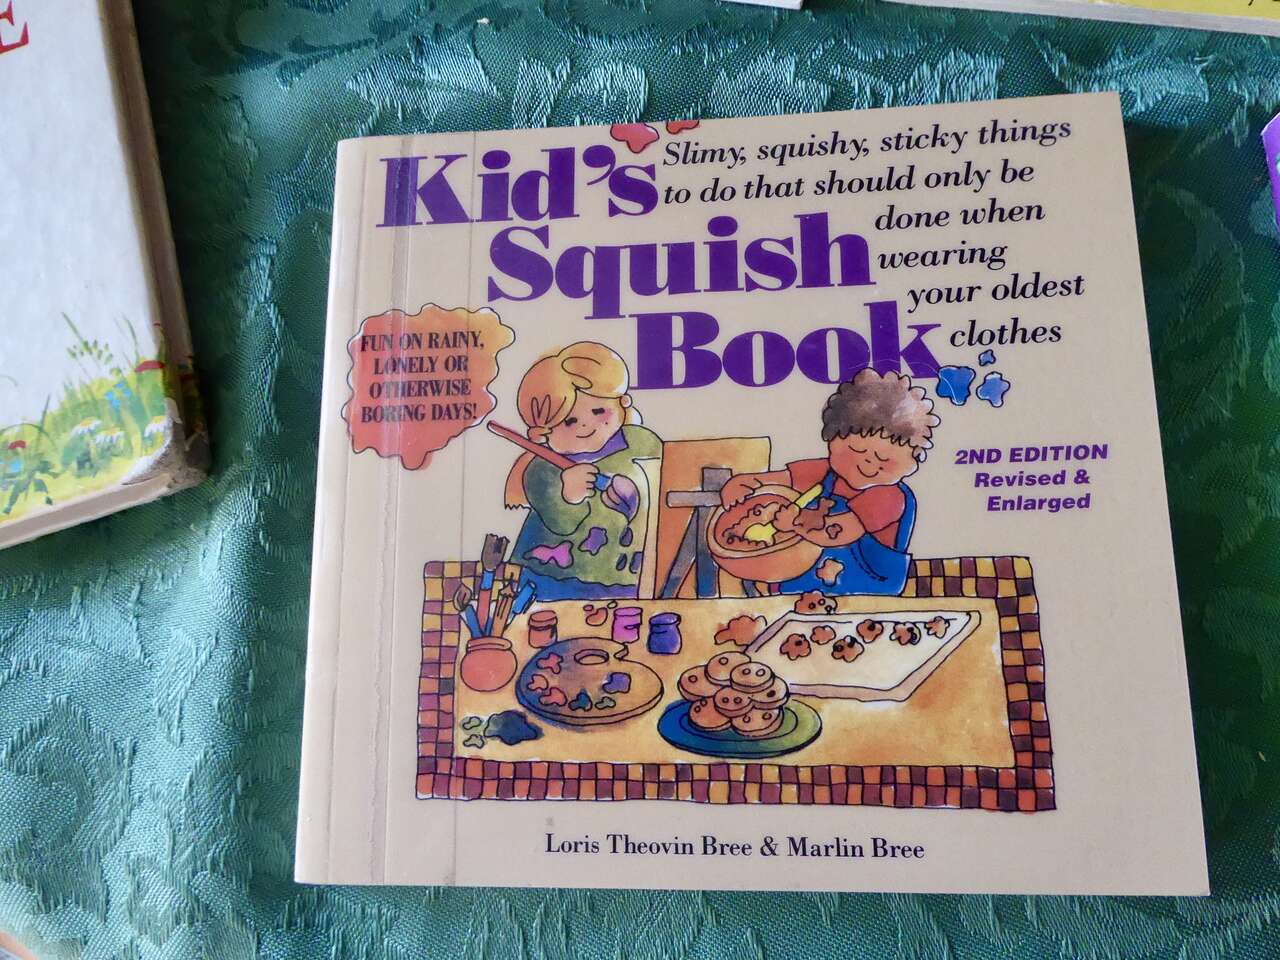 E
Kid's
Squish
Book
Slimy, squishy, sticky things
to do that should only be
done when
wearing
your oldest
clothes
FUN ON RAINY,
LONELY OR
OTHERWISE
BORING DAYS!
2ND EDITION
Revised &
Enlarged
Loris Theovin Bree & Marlin Bree